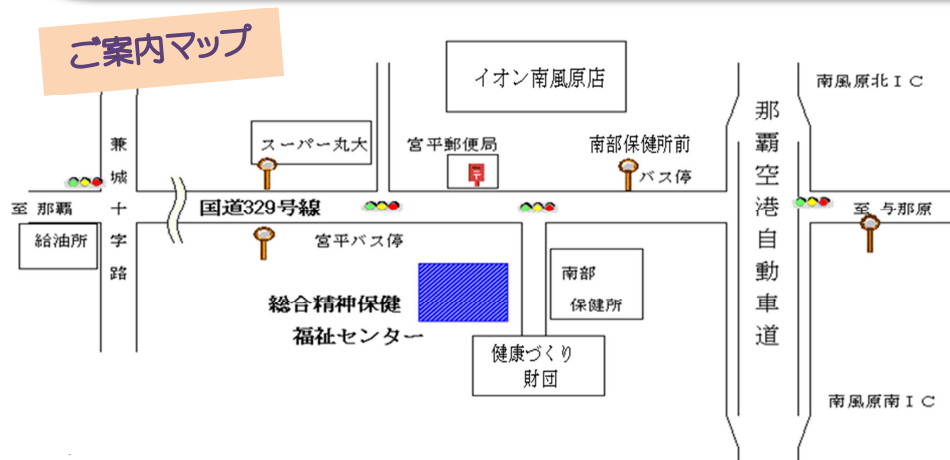 ご案内マップ
イオン南風原店
南風原北ＩＣ
兼城十字路
スーパー丸大
宮平郵便局
南部保健所前
バス停
那覇空港自動車道
至 那覇
国道329号線
至 与那原
給油所
宮平バス停
南部
保健所
総合精神保健
福祉センター
健康づくり
財団
南風原南ＩＣ